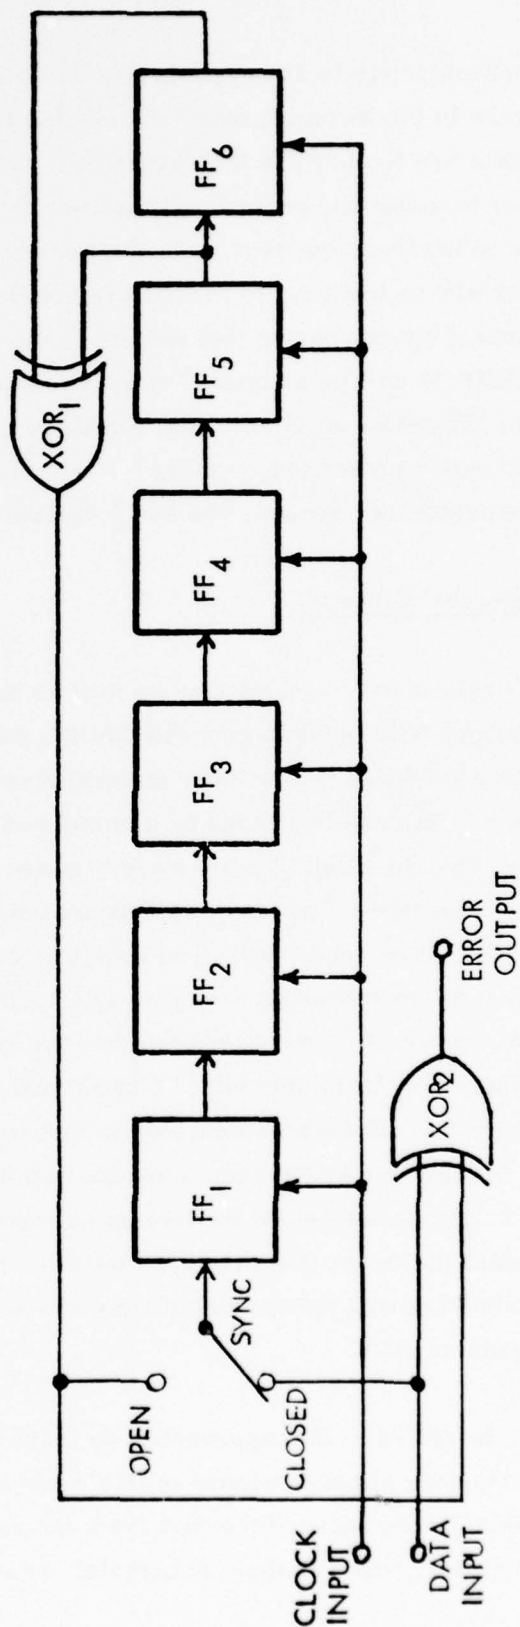 XOR1
FF1
FF2
FF3
FF4
FF5
FF6
OPEN
SYNC
CLOSED
CLOCK
INPUT
DATA
INPUT
XOR2
ERROR
OUTPUT